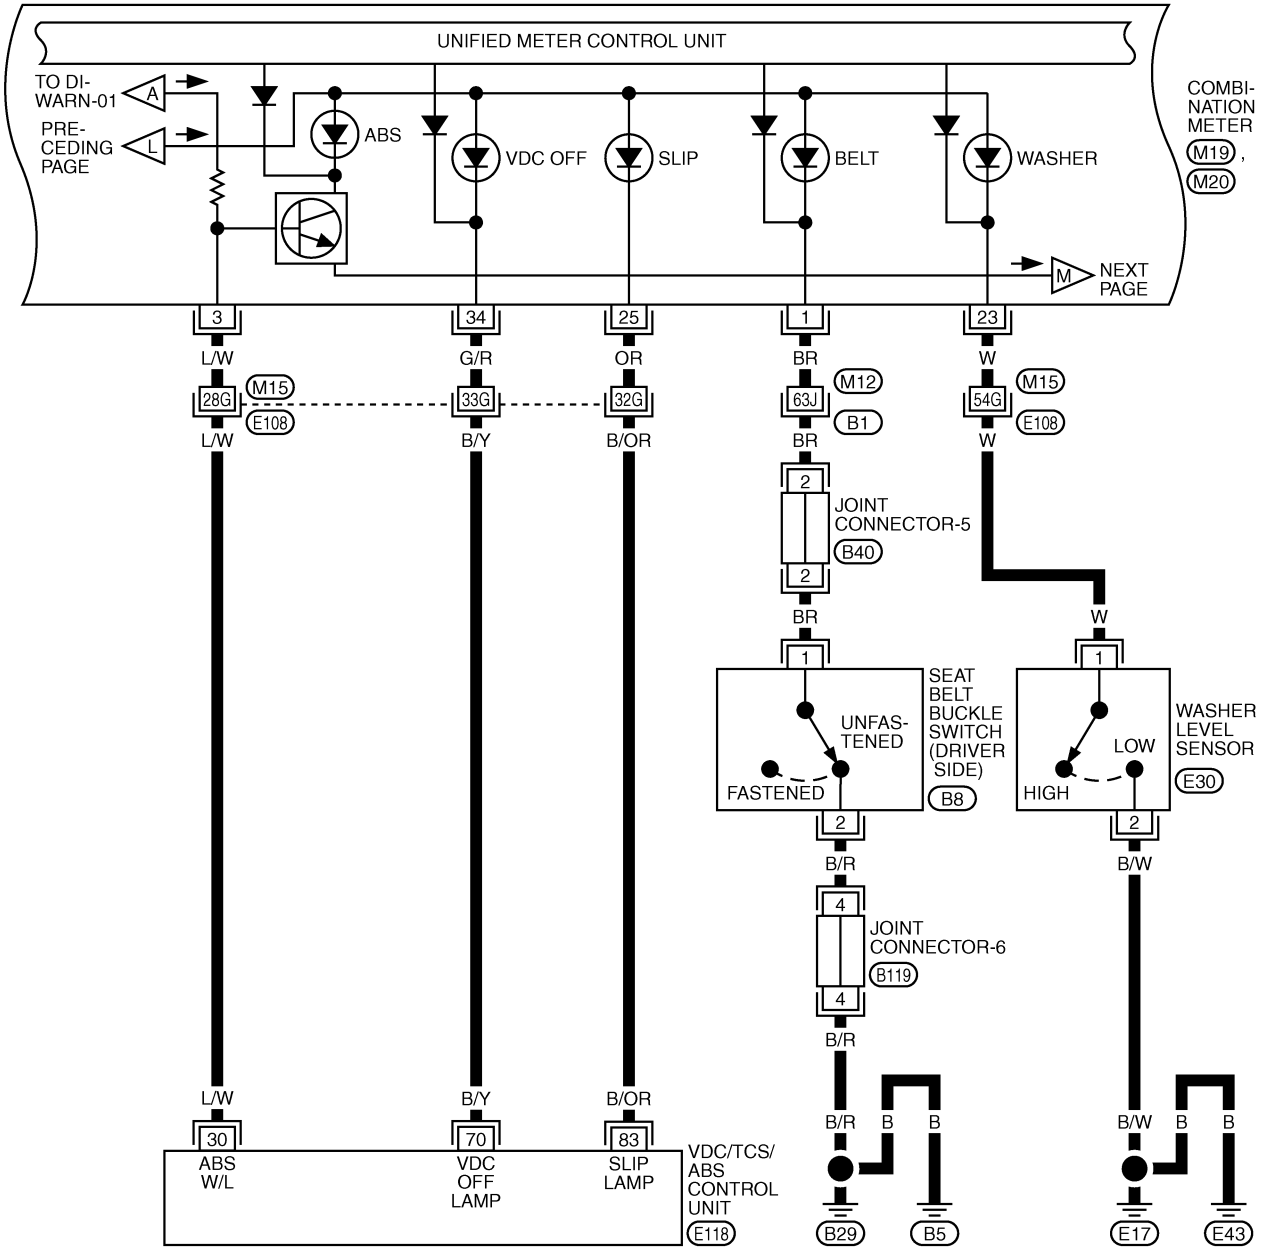 UNIFIED METER CONTROL UNIT
TO DI-
WARN-01
A
PRE-
CEDING
PAGE
L
ABS
VDC OFF
SLIP
BELT
WASHER
COMBI-
NATION
METER
M19 ,
M20
M
NEXT
PAGE
3
34
25
1
23
L/W
G/R
OR
BR
W
28G
M15
E108
33G
32G
63J
M12
B1
54G
M15
E108
L/W
B/Y
B/OR
BR
W
2
JOINT
CONNECTOR-5
B40
2
BR
W
1
1
SEAT
BELT
BUCKLE
SWITCH
(DRIVER
SIDE)
B8
UNFAS-
TENED
FASTENED
WASHER
LEVEL
SENSOR
E30
LOW
HIGH
2
2
B/R
B/W
4
JOINT
CONNECTOR-6
B119
4
B/R
L/W
B/Y
B/OR
B/R
B
B
B/W
B
B
30
70
83
ABS
W/L
VDC
OFF
LAMP
SLIP
LAMP
VDC/TCS/
ABS
CONTROL
UNIT
E118
B29
B5
E17
E43